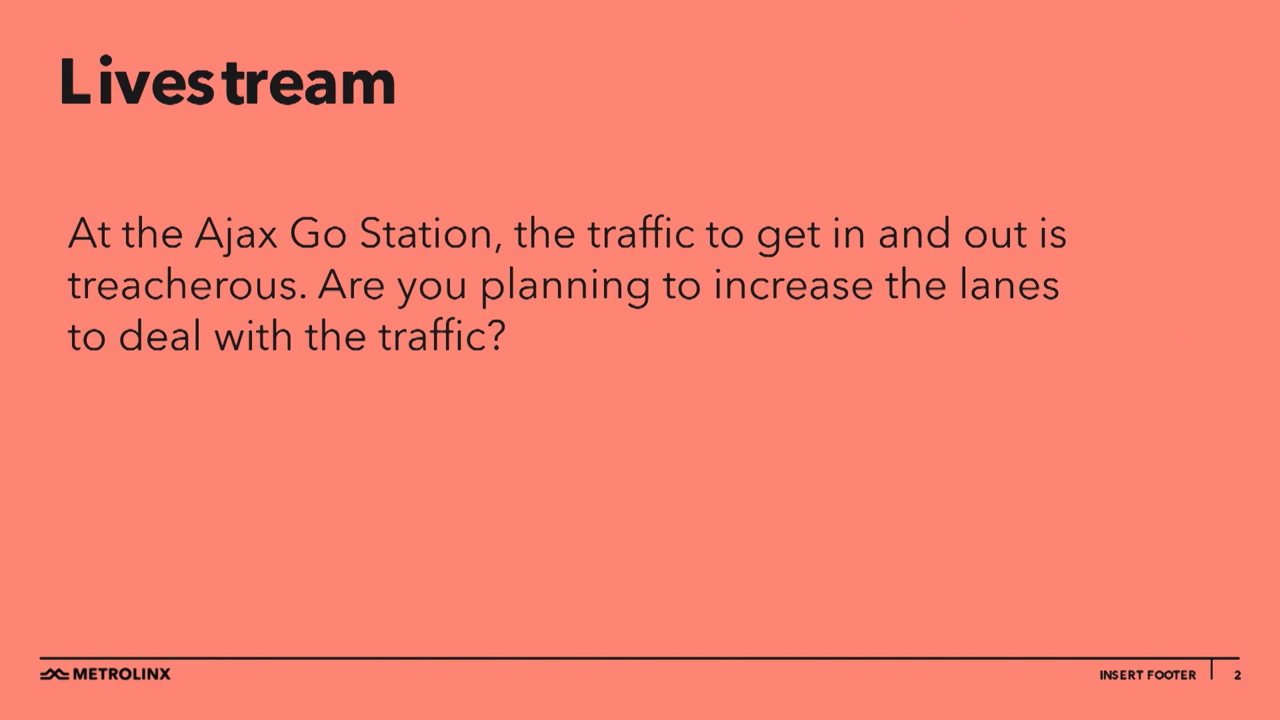 Livestream
At the Ajax Go Station, the traffic to get in and out is
treacherous. Are you planning to increase the lanes
to deal with the traffic?
METROLINX
INSERT FOOTER
2